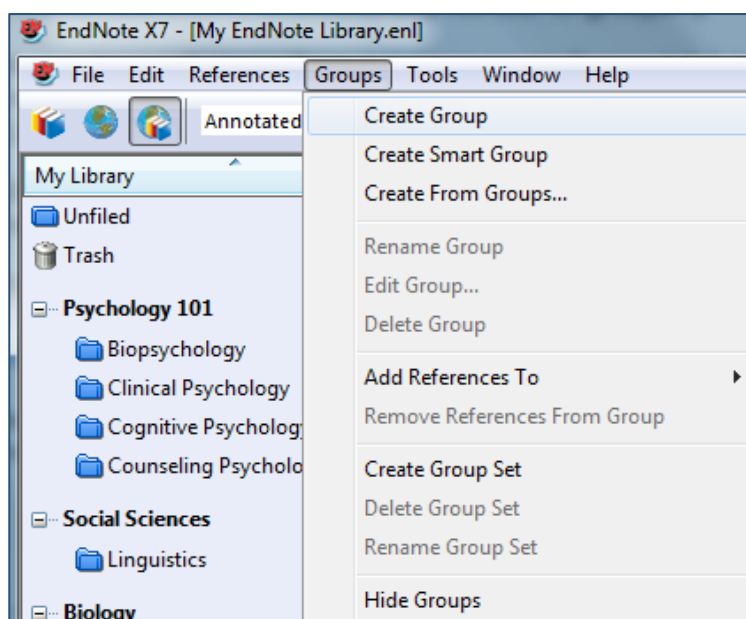 EndNote X7 - [My EndNote Library.enl]
File Edit References Groups Tools Window Help
Annotated
My Library
Unfiled
Trash
Psychology 101
Biopsychology
Clinical Psychology
Cognitive Psycholog
Counseling Psycholo
Social Sciences
Linguistics
Biology
Create Group
Create Smart Group
Create From Groups...
Rename Group
Edit Group...
Delete Group
Add References To
Remove References From Group
Create Group Set
Delete Group Set
Rename Group Set
Hide Groups